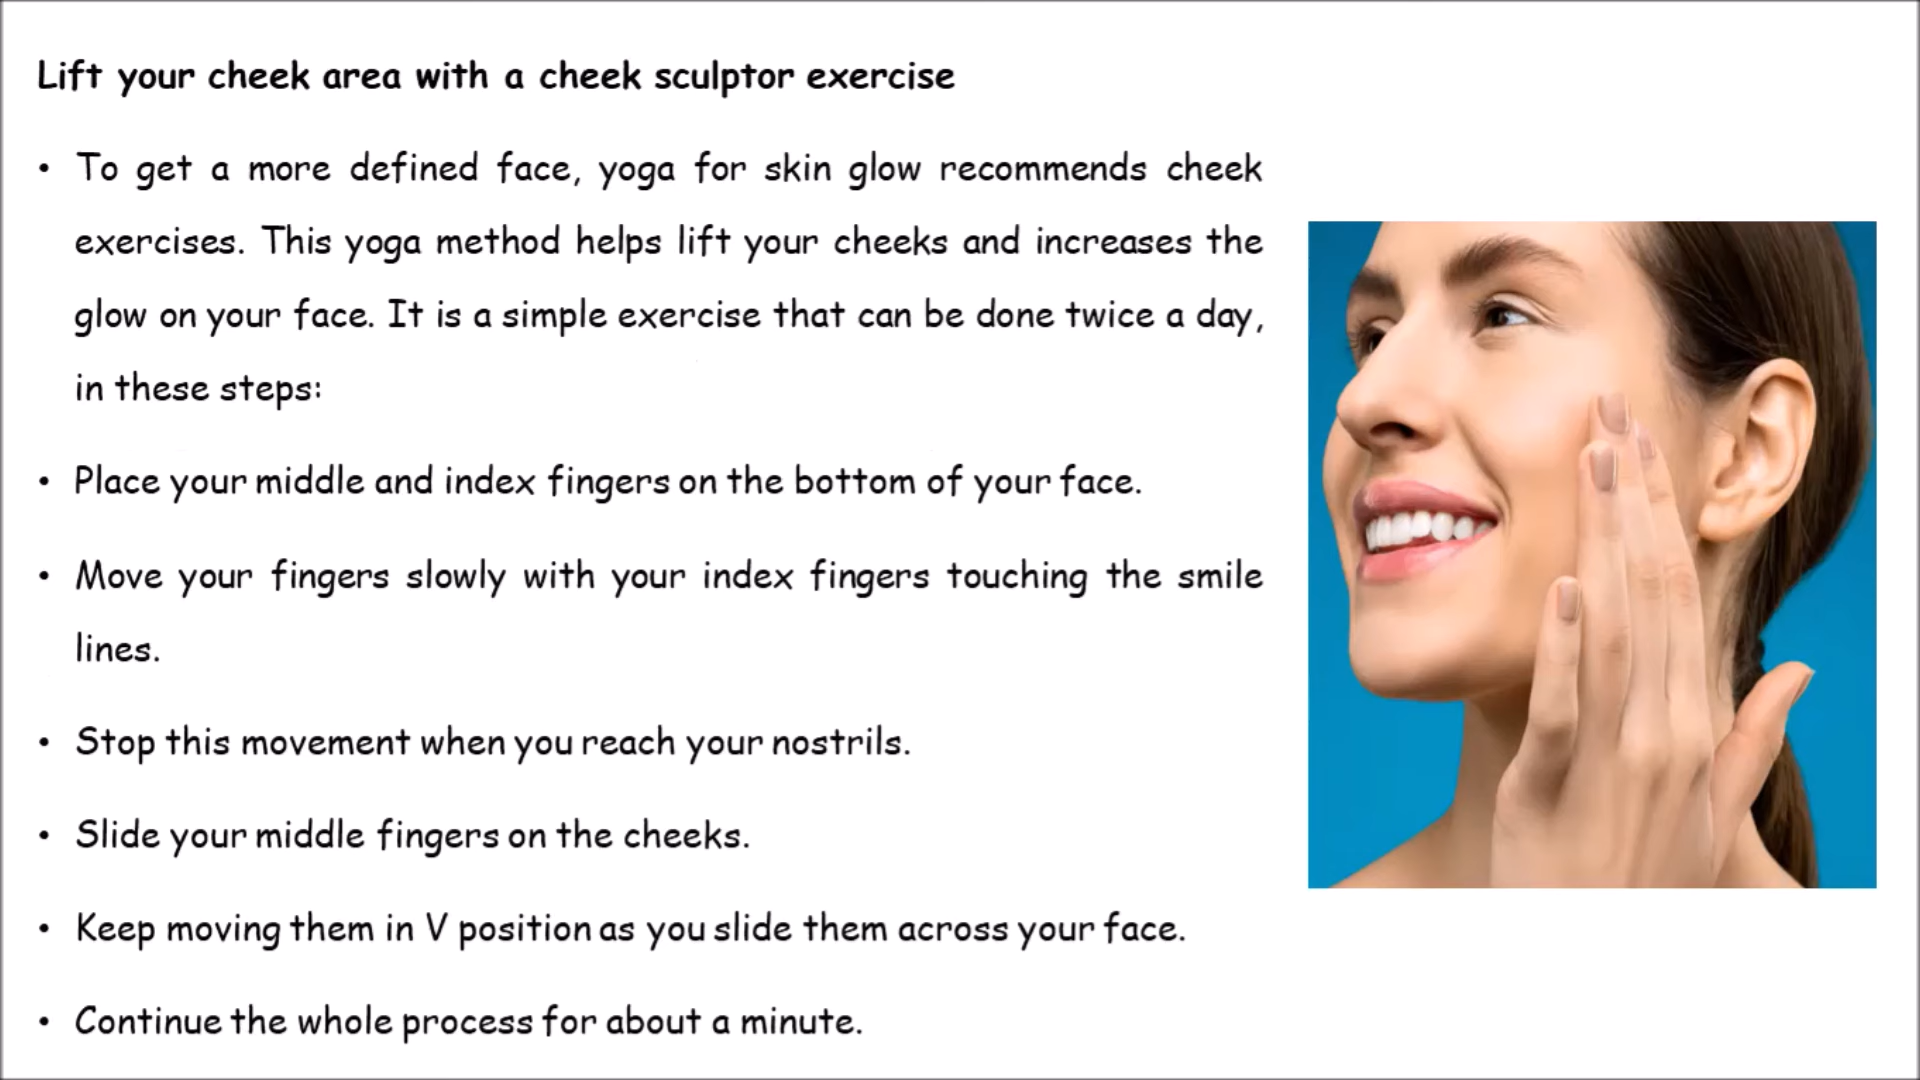 Lift your cheek area with a cheek sculptor exercise
• To get a more defined face, yoga for skin glow recommends cheek
exercises. This yoga method helps lift your cheeks and increases the
glow on your face. It is a simple exercise that can be done twice a day,
in these steps:
• Place your middle and index fingers on the bottom of your face.
• Move your fingers slowly with your index fingers touching the smile
lines.
• Stop this movement when you reach your nostrils.
• Slide your middle fingers on the cheeks.
• Keep moving them in V position as you slide them across your face.
• Continue the whole process for about a minute.